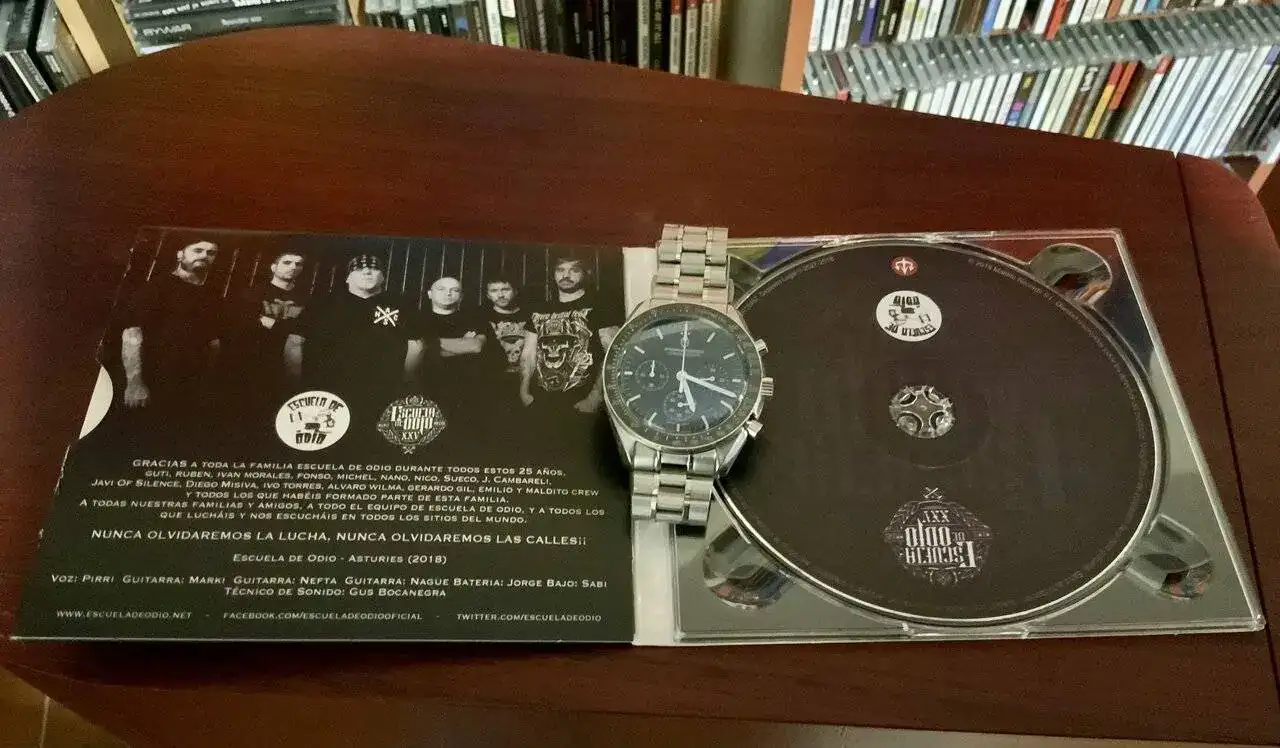 ESCUELA DE
ODIO
ESCUELA
DE ODIO
XXV
GRACIAS A TODA LA FAMILIA ESCUELA DE ODIO DURANTE TODOS ESTOS 25 AÑOS,
GUTI, RUBEN, IVAN MORALES, FONSO, MICHEL, NANO, NICO, SUECO, J. CAMBARELI,
JAVI OF SILENCE, DIEGO MISIVA, IVO TORRES, ALVARO WILMA, GERARDO GIL, EMILIO Y MALDITO CREW
Y TODOS LOS QUE HABÉIS FORMADO PARTE DE ESTA FAMILIA.
A TODAS NUESTRAS FAMILIAS Y AMIGOS, A TODO EL EQUIPO DE ESCUELA DE ODIO, Y A TODOS LOS
QUE LUCHÁIS Y NOS ESCUCHÁIS EN TODOS LOS SITIOS DEL MUNDO.
NUNCA OLVIDAREMOS LA LUCHA, NUNCA OLVIDAREMOS LAS CALLES¡¡
ESCUELA DE ODIO - ASTURIES (2018)
VOZ: PIRRI GUITARRA: MARKI GUITARRA: NEFTA GUITARRA: NAGUE BATERIA: JORGE BAJO: SABI
TÉCNICO DE SONIDO: GUS BOCANEGRA
WWW.ESCUELADEODIO.NET - FACEBOOK.COM/ESCUELADEODIOOFICIAL - TWITTER.COM/ESCUELADEODIO
ESCUELA DE
ODIO
ESCUELA
DE ODIO
XXV